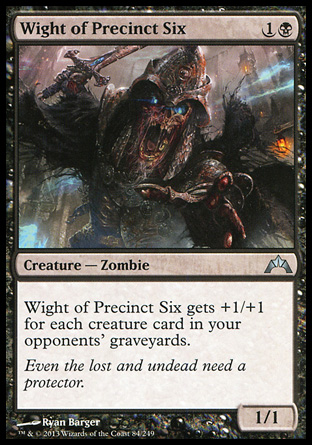 Wight of Precinct Six 1
Creature — Zombie
Wight of Precinct Six gets +1/+1
for each creature card in your
opponents' graveyards.
Even the lost and undead need a
protector.
Ryan Barger
™ & © 2013 Wizards of the Coast 84/249
1/1